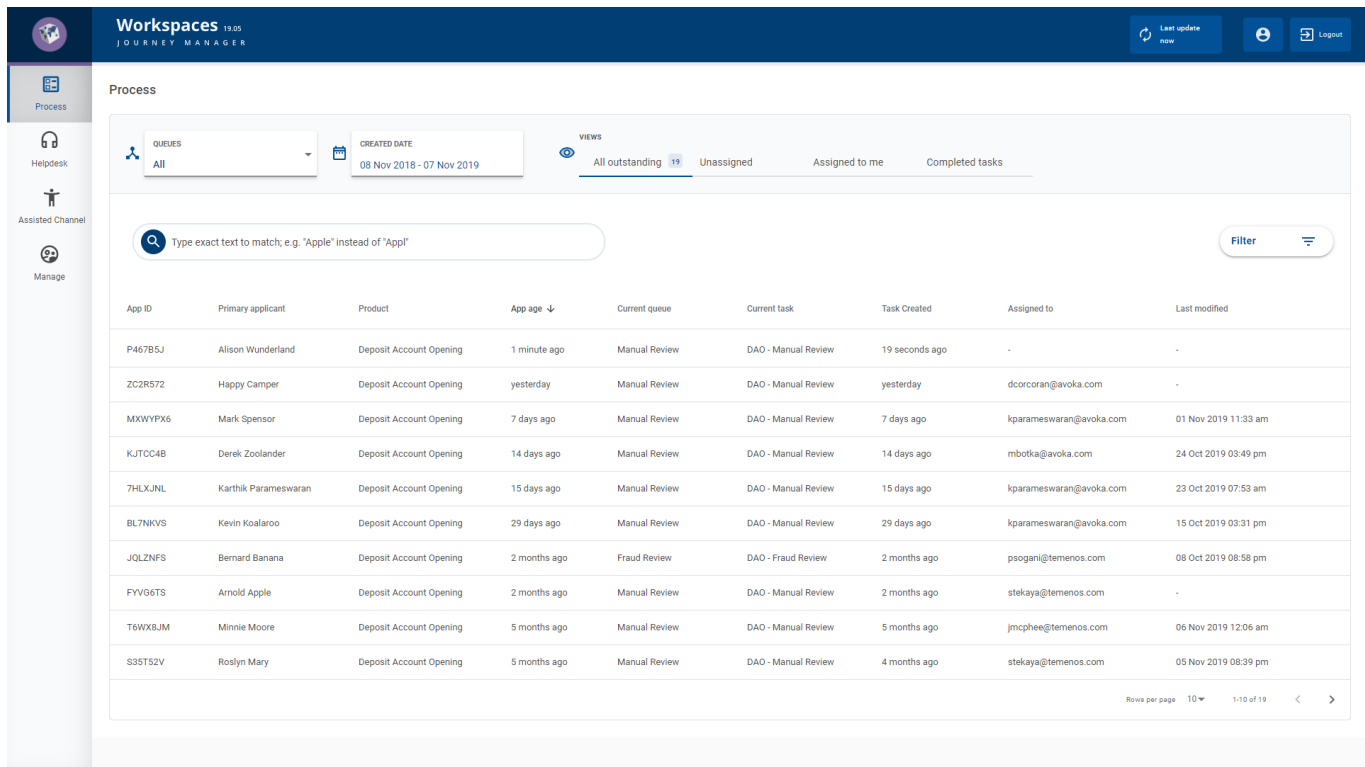 Workspaces 19.05
JOURNEY MANAGER
Last update
now
Logout
Process
Helpdesk
Assisted Channel
Manage
Process
QUEUES
All
CREATED DATE
08 Nov 2018 - 07 Nov 2019
VIEWS
All outstanding 19 Unassigned Assigned to me Completed tasks
Type exact text to match; e.g. "Apple" instead of "Appl"
Filter
App ID Primary applicant Product App age Current queue Current task Task Created Assigned to Last modified
P467B5J Alison Wunderland Deposit Account Opening 1 minute ago Manual Review DAO - Manual Review 19 seconds ago - -
ZC2R572 Happy Camper Deposit Account Opening yesterday Manual Review DAO - Manual Review yesterday dcorcoran@avoka.com -
MXWYPX6 Mark Spensor Deposit Account Opening 7 days ago Manual Review DAO - Manual Review 7 days ago kparameswaran@avoka.com 01 Nov 2019 11:33 am
KJTCC4B Derek Zoolander Deposit Account Opening 14 days ago Manual Review DAO - Manual Review 14 days ago mbotka@avoka.com 24 Oct 2019 03:49 pm
7HLXJNL Karthik Parameswaran Deposit Account Opening 15 days ago Manual Review DAO - Manual Review 15 days ago kparameswaran@avoka.com 23 Oct 2019 07:53 am
BL7NKVS Kevin Koalaroo Deposit Account Opening 29 days ago Manual Review DAO - Manual Review 29 days ago kparameswaran@avoka.com 15 Oct 2019 03:31 pm
JQLZNFS Bernard Banana Deposit Account Opening 2 months ago Fraud Review DAO - Fraud Review 2 months ago psogani@temenos.com 08 Oct 2019 08:58 pm
FYVG6TS Arnold Apple Deposit Account Opening 2 months ago Manual Review DAO - Manual Review 2 months ago stekaya@temenos.com -
T6WX8JM Minnie Moore Deposit Account Opening 5 months ago Manual Review DAO - Manual Review 5 months ago jmcphee@temenos.com 06 Nov 2019 12:06 am
S35T52V Roslyn Mary Deposit Account Opening 5 months ago Manual Review DAO - Manual Review 4 months ago stekaya@temenos.com 05 Nov 2019 08:39 pm
Rows per page 10 1-10 of 19